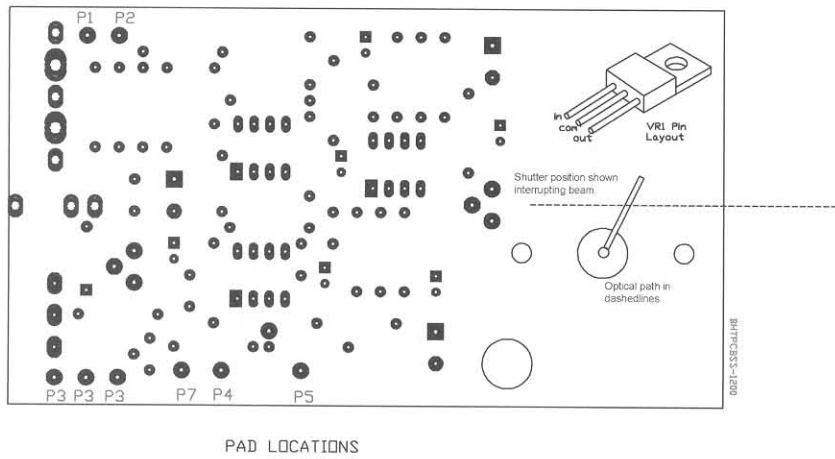 P1 P2
in
com
out
VR1 Pin
Layout
Shutter position shown
interrupting beam.
Optical path in
dashedlines
BHTPCBSS-1200
P3 P3 P3 P7 P4 P5
PAD LOCATIONS